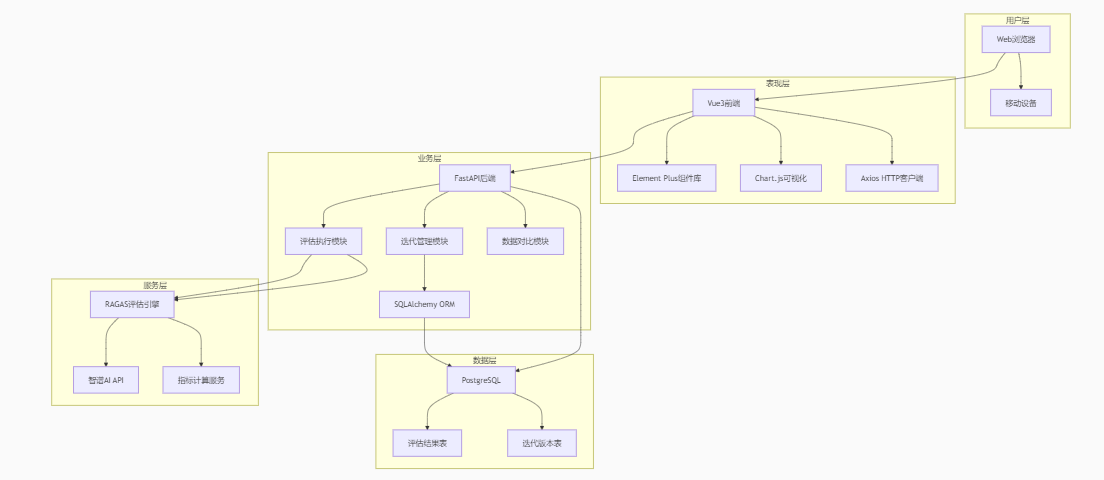 用户层
Web浏览器
移动设备
表现层
Vue3前端
Element Plus组件库
Chart.js可视化
Axios HTTP客户端
业务层
FastAPI后端
评估执行模块
迭代管理模块
数据对比模块
SQLAlchemy ORM
服务层
RAGAS评估引擎
智谱AI API
指标计算服务
数据层
PostgreSQL
评估结果表
迭代版本表